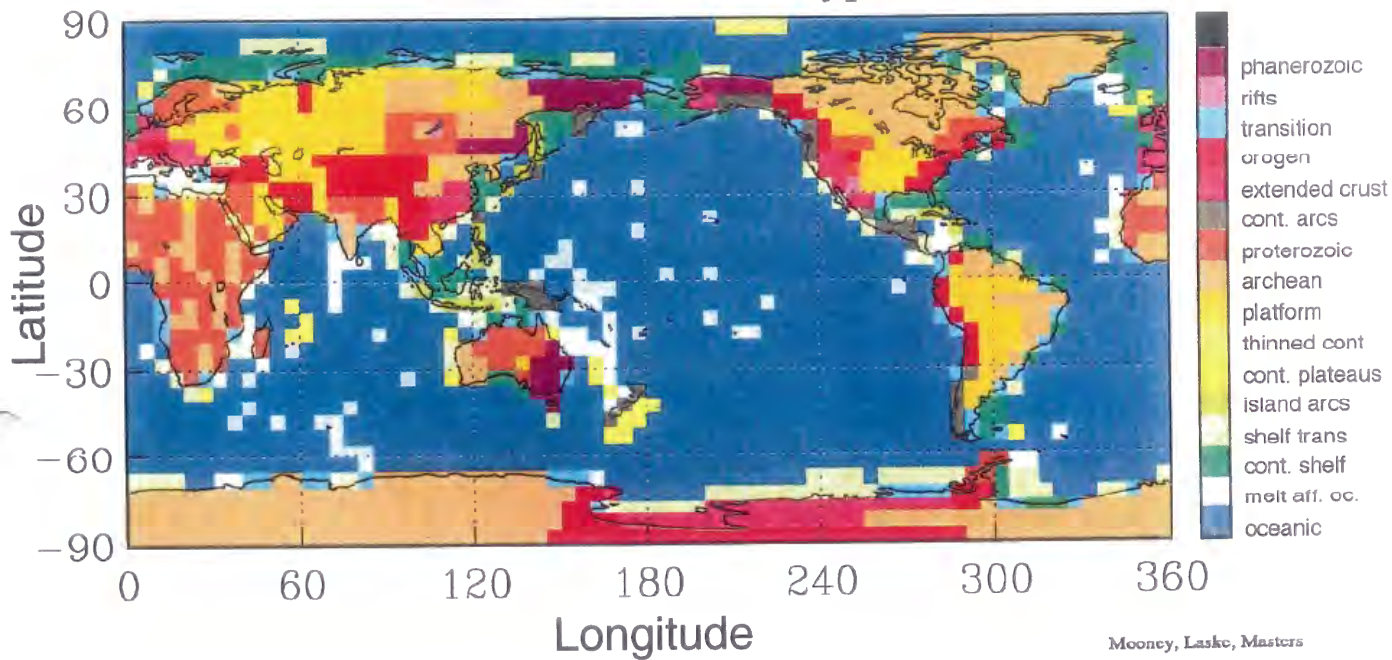 90
60
30
0
−30
−60
−90
Latitude
0
60
120
180
240
300
360
Longitude
phanerozoic
rifts
transition
orogen
extended crust
cont. arcs
proterozoic
archean
platform
thinned cont
cont. plateaus
island arcs
shelf trans
cont. shelf
melt aff. oc.
oceanic
Mooney, Laske, Masters